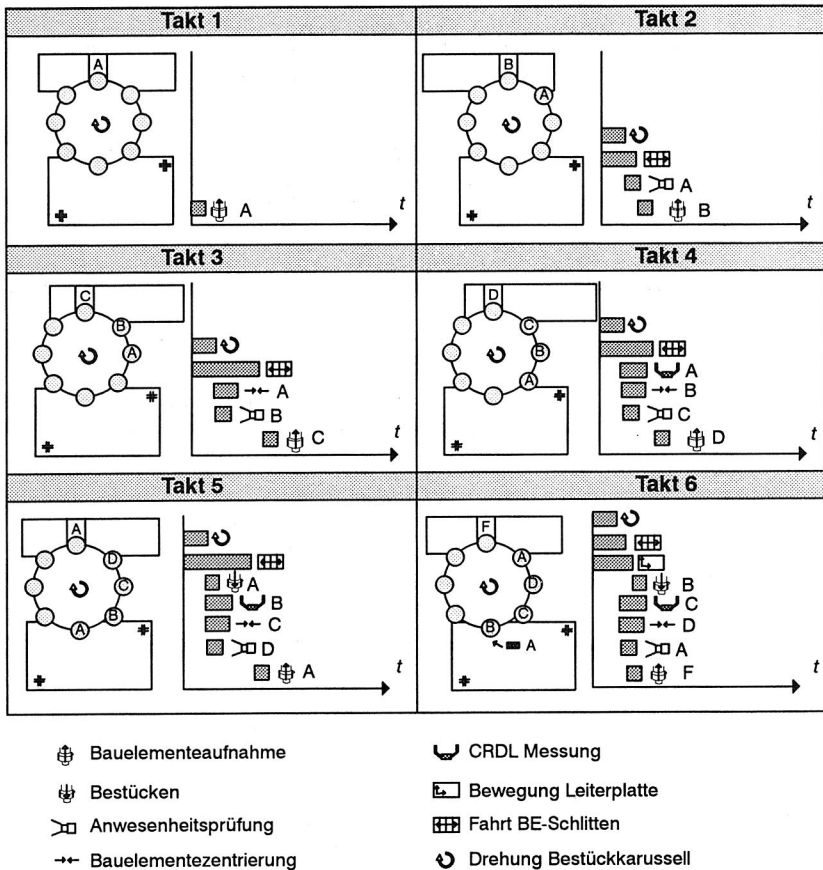 Takt 1
Takt 2
A
t
A
B
A
t
A
B
Takt 3
Takt 4
C
B
A
t
A
B
C
D
C
B
A
t
A
B
C
D
Takt 5
Takt 6
A
D
C
B
A
t
A
B
C
D
A
F
A
D
C
B
A
t
B
C
D
A
F
Bauelementeaufnahme
Bestücken
Anwesenheitsprüfung
Bauelementezentrierung
CRDL Messung
Bewegung Leiterplatte
Fahrt BE-Schlitten
Drehung Bestückkarussell